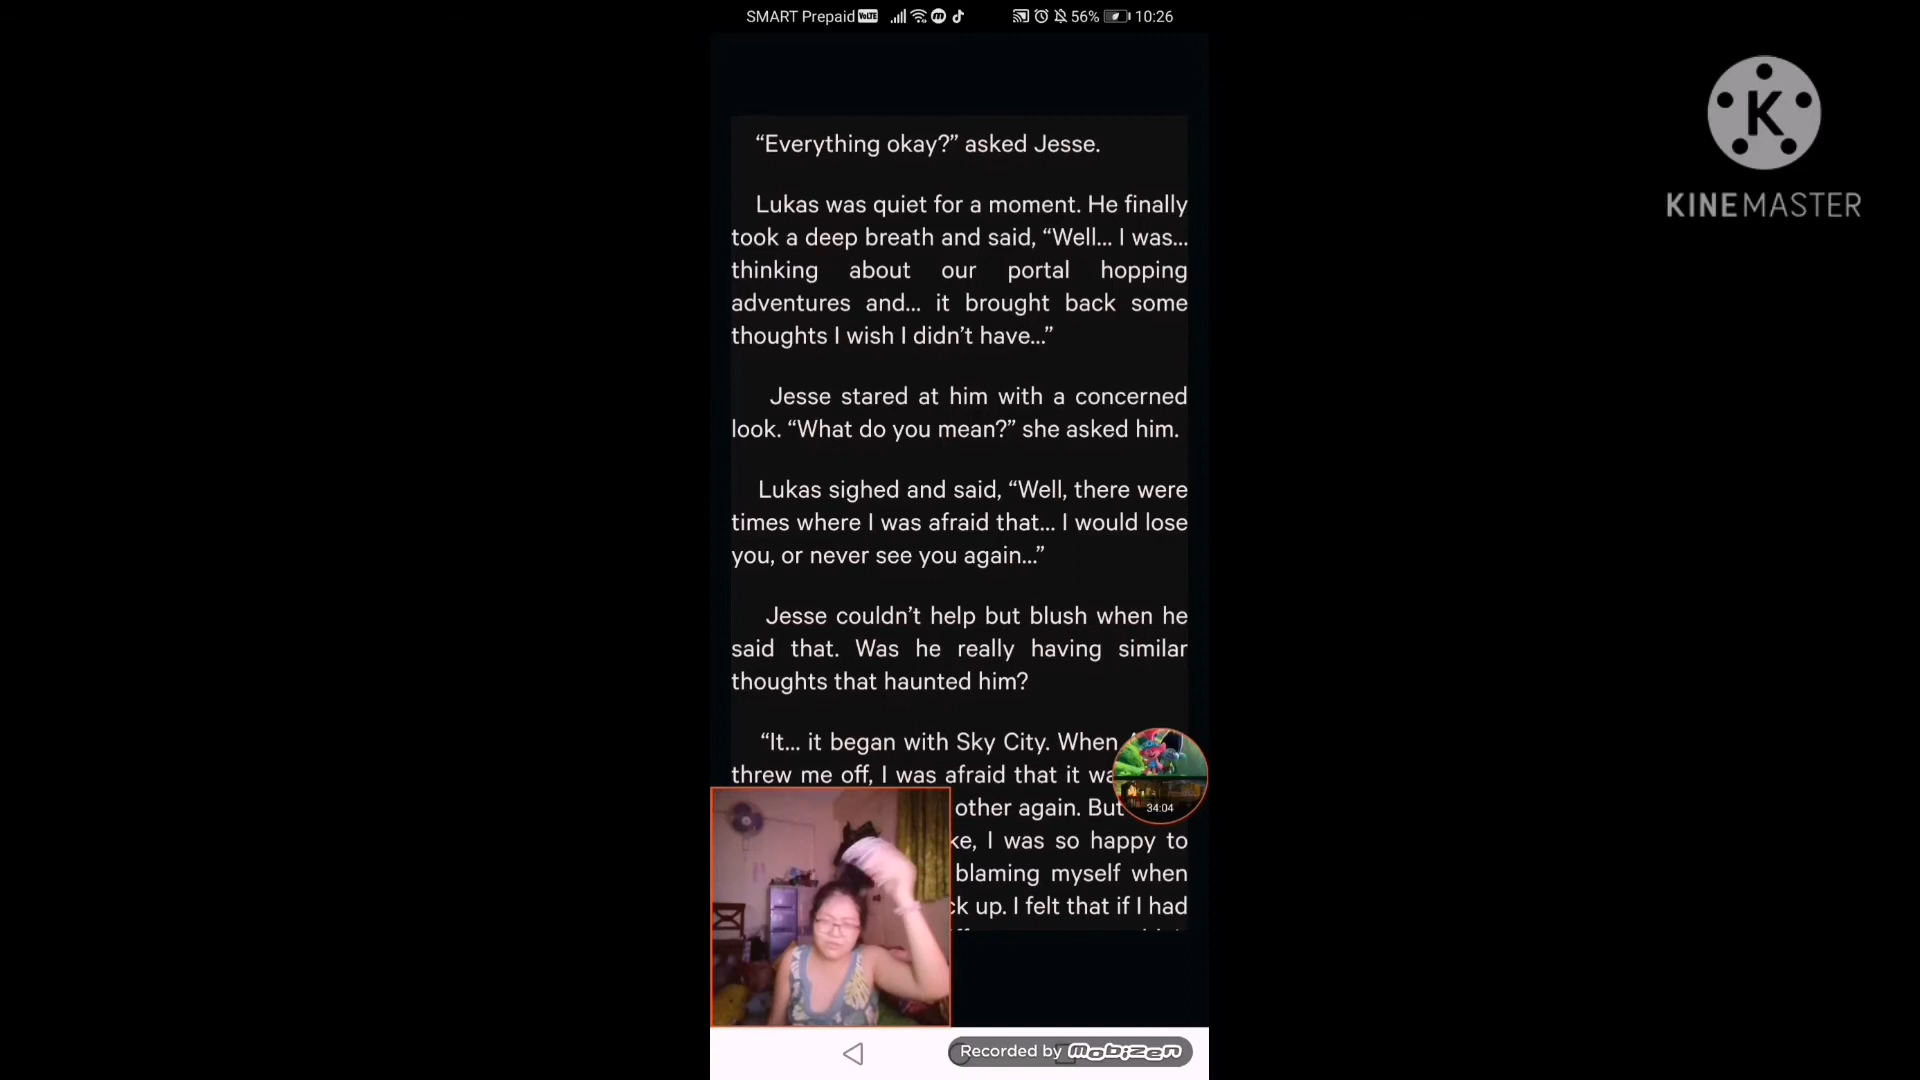 SMART Prepaid VoLTE 56% 10:26
KINEMASTER
“Everything okay?” asked Jesse.
Lukas was quiet for a moment. He finally
took a deep breath and said, “Well... I was...
thinking about our portal hopping
adventures and... it brought back some
thoughts I wish I didn’t have...”
Jesse stared at him with a concerned
look. “What do you mean?” she asked him.
Lukas sighed and said, “Well, there were
times where I was afraid that... I would lose
you, or never see you again...”
Jesse couldn’t help but blush when he
said that. Was he really having similar
thoughts that haunted him?
“It... it began with Sky City. When
threw me off, I was afraid that it
other again. But
34:04
I was so happy to
blaming myself when
up. I felt that if I had
Recorded by mobizen